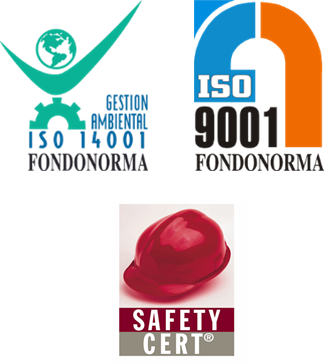 GESTION
AMBIENTAL
ISO 14001
FONDONORMA
ISO
9001
FONDONORMA
SAFETY
CERT®